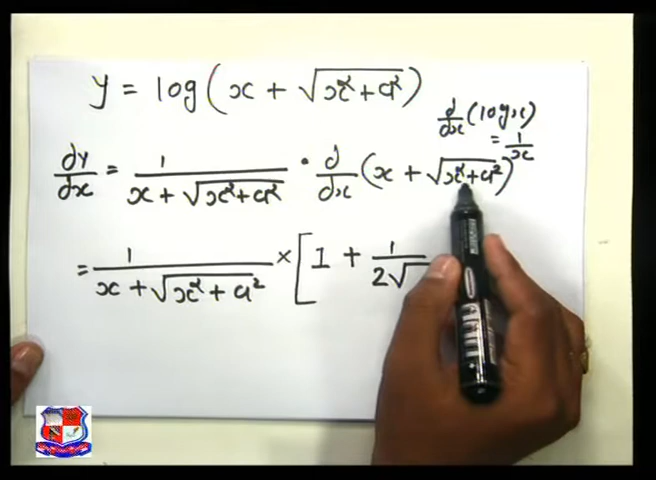 y = log(x + √x²+a²)
d/dx (log x)
= 1/x
dy/dx = 1/(x + √x²+a²) · d/dx (x + √x²+a²)
= 1/(x + √x²+a²) × [1 + 1/2√